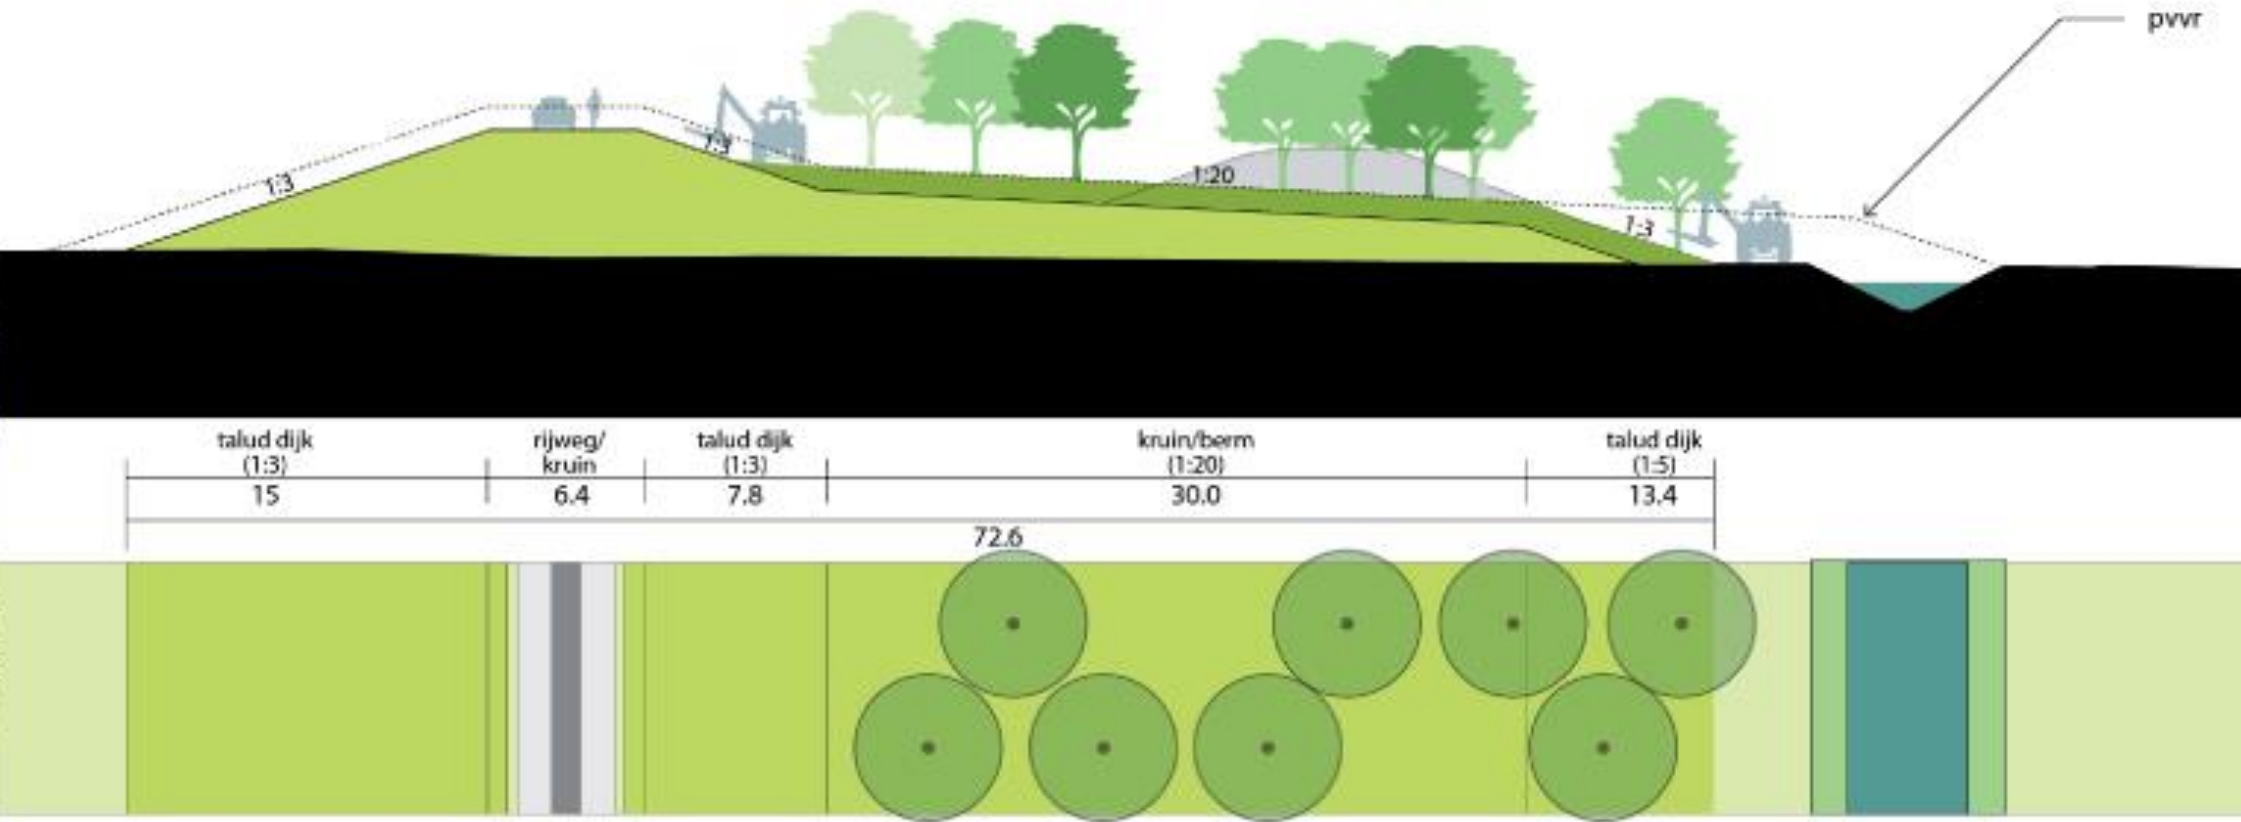 pvvr
1:3
1:3
1:20
1:3
talud dijk
(1:3)
15
rijweg/
kruin
6.4
talud dijk
(1:3)
7.8
kruin/berm
(1:20)
30.0
talud dijk
(1:5)
13.4
72.6